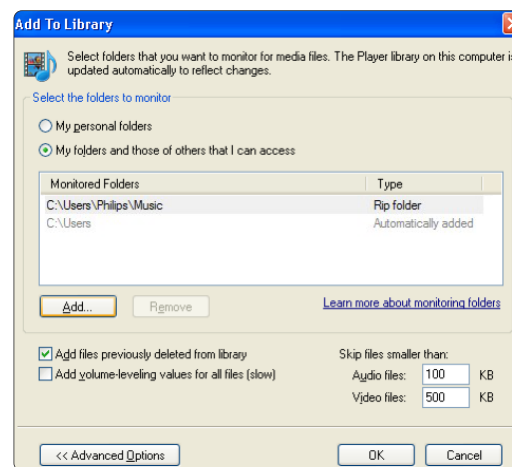 Add To Library
Select folders that you want to monitor for media files. The Player library on this computer is
updated automatically to reflect changes.
Select the folders to monitor
My personal folders
My folders and those of others that I can access
Monitored Folders Type
C:\Users\Philips\Music Rip folder
C:\Users Automatically added
Add... Remove Learn more about monitoring folders
Add files previously deleted from library Skip files smaller than:
Add volume-leveling values for all files (slow) Audio files: 100 KB
Video files: 500 KB
<< Advanced Options OK Cancel